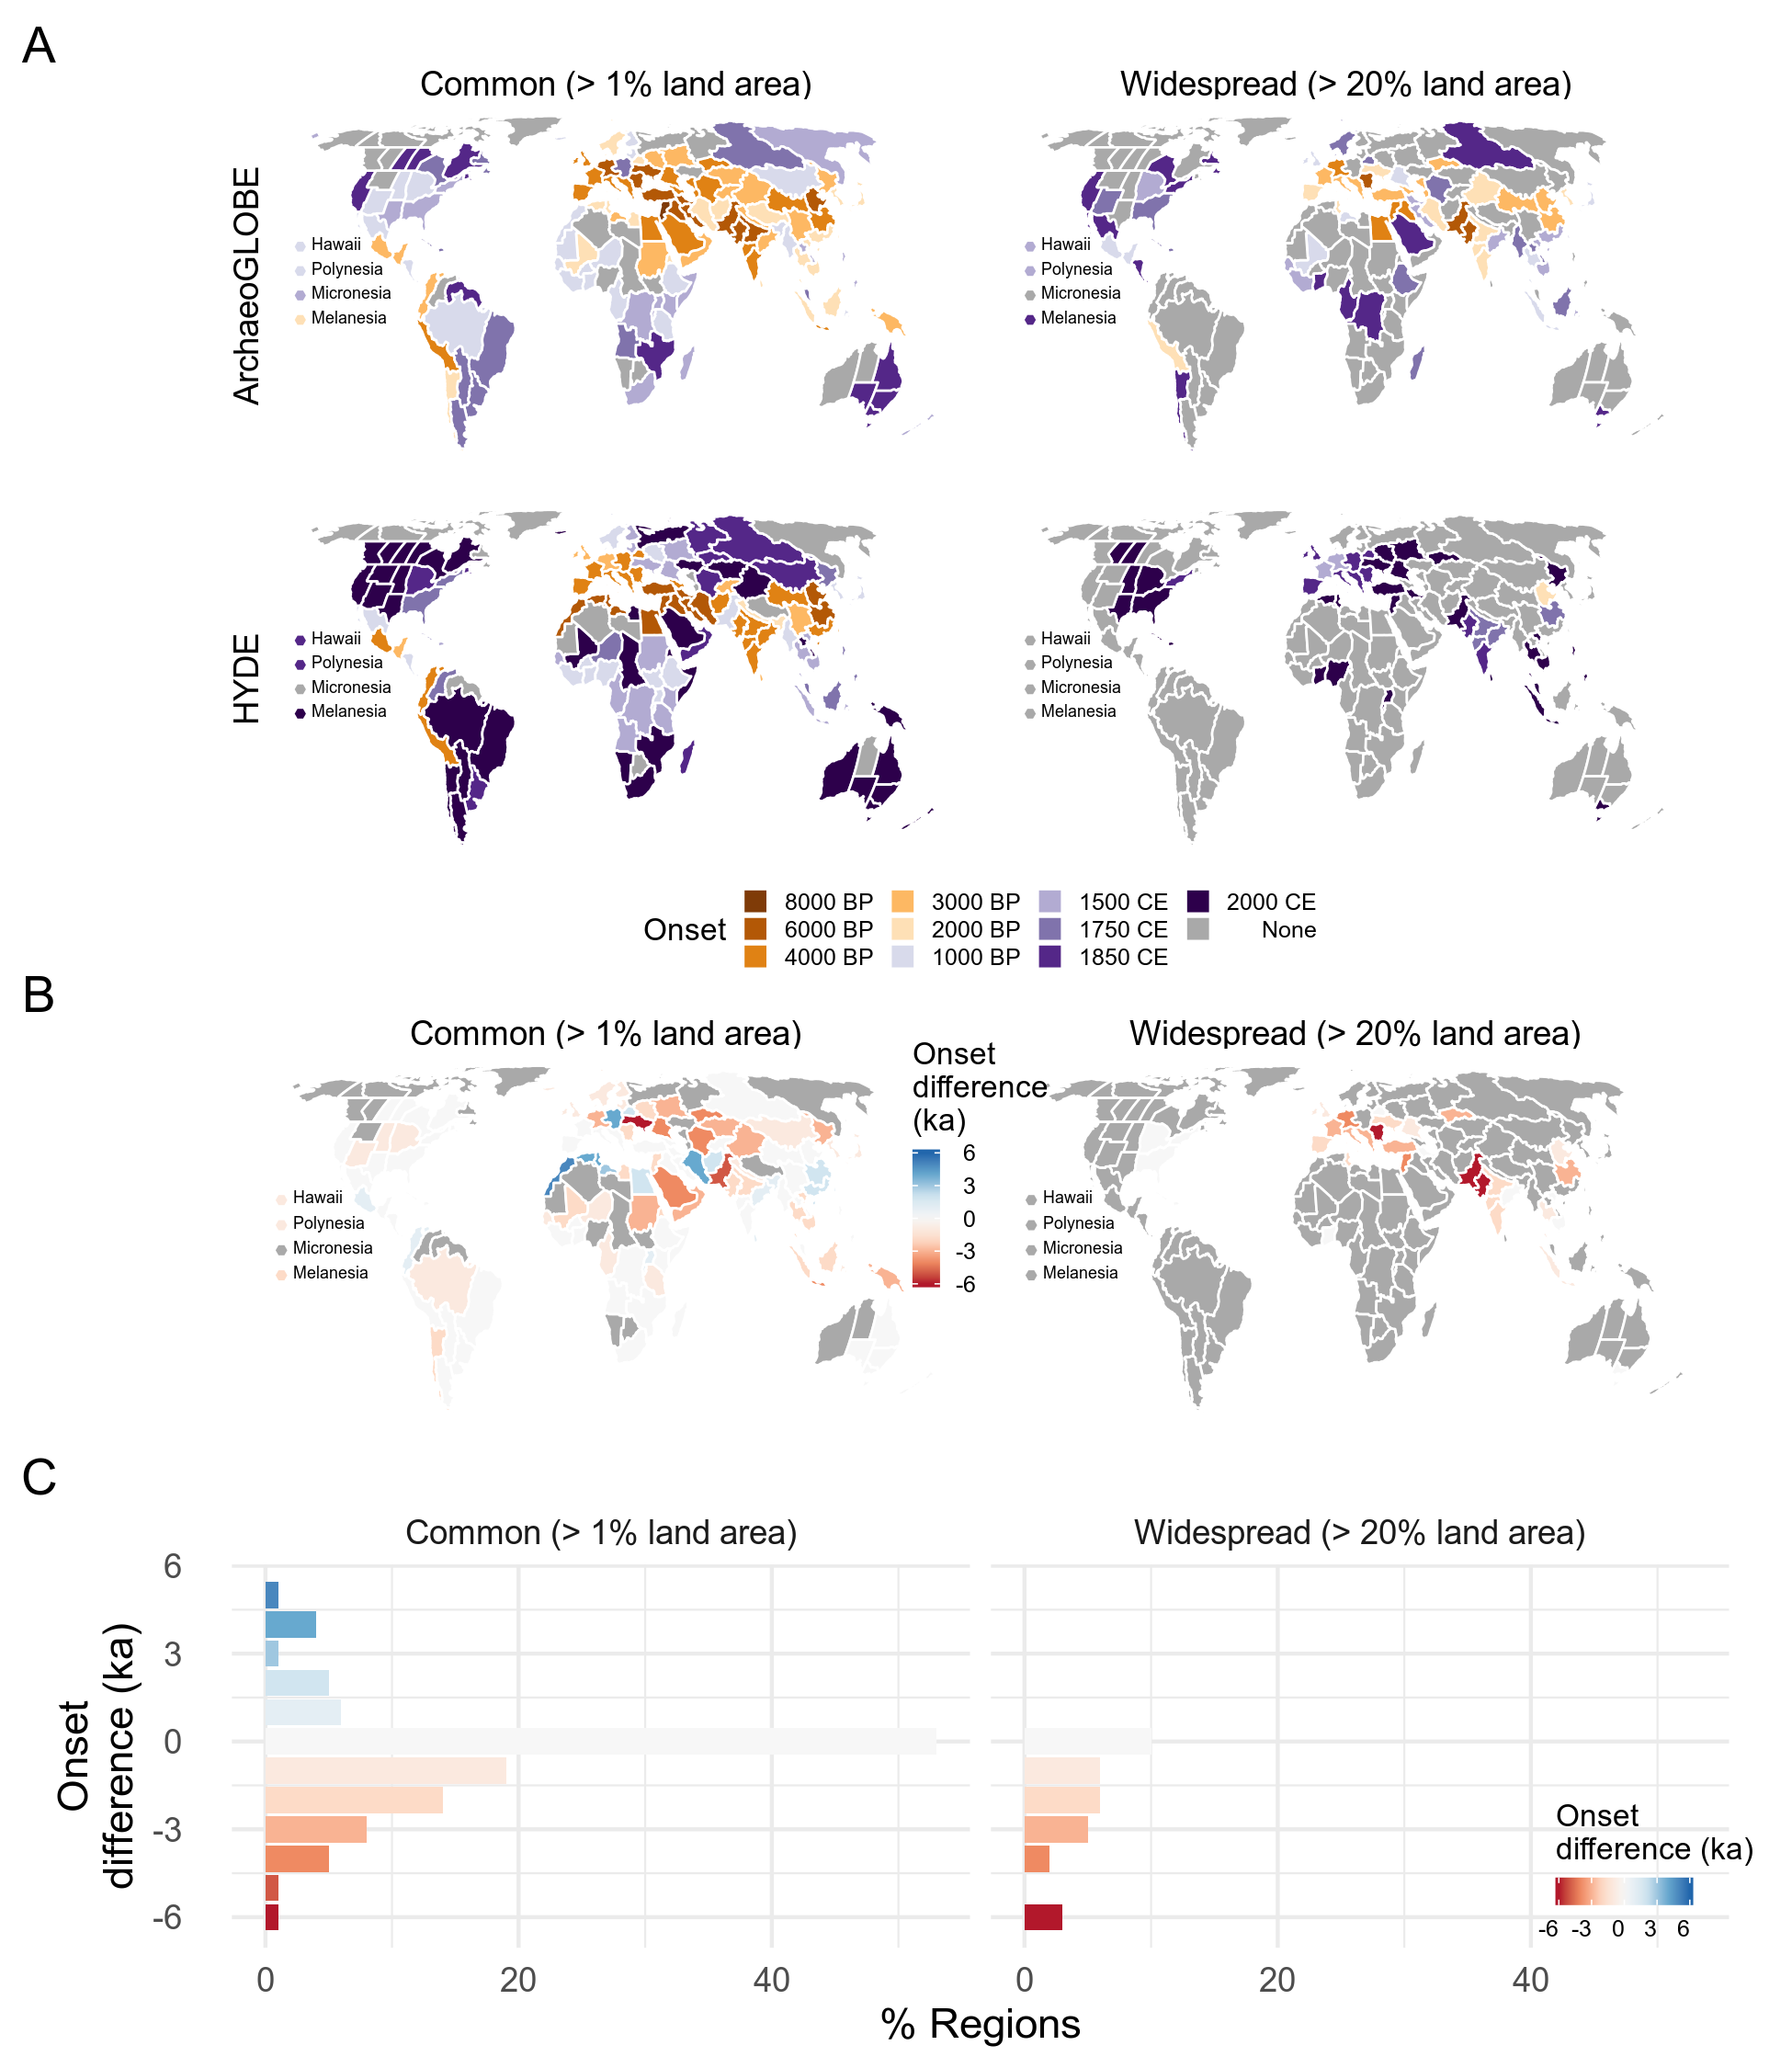 A
Common (> 1% land area)
Widespread (> 20% land area)
ArchaeoGLOBE
Hawaii
Polynesia
Micronesia
Melanesia
Hawaii
Polynesia
Micronesia
Melanesia
HYDE
Hawaii
Polynesia
Micronesia
Melanesia
Hawaii
Polynesia
Micronesia
Melanesia
Onset
8000 BP
6000 BP
4000 BP
3000 BP
2000 BP
1000 BP
1500 CE
1750 CE
1850 CE
2000 CE
None
B
Common (> 1% land area)
Widespread (> 20% land area)
Hawaii
Polynesia
Micronesia
Melanesia
Onset
difference
(ka)
6
3
0
-3
-6
Hawaii
Polynesia
Micronesia
Melanesia
C
Common (> 1% land area)
Widespread (> 20% land area)
Onset
difference (ka)
6
3
0
-3
-6
Onset
difference (ka)
-6 -3 0 3 6
0 20 40
0 20 40
% Regions